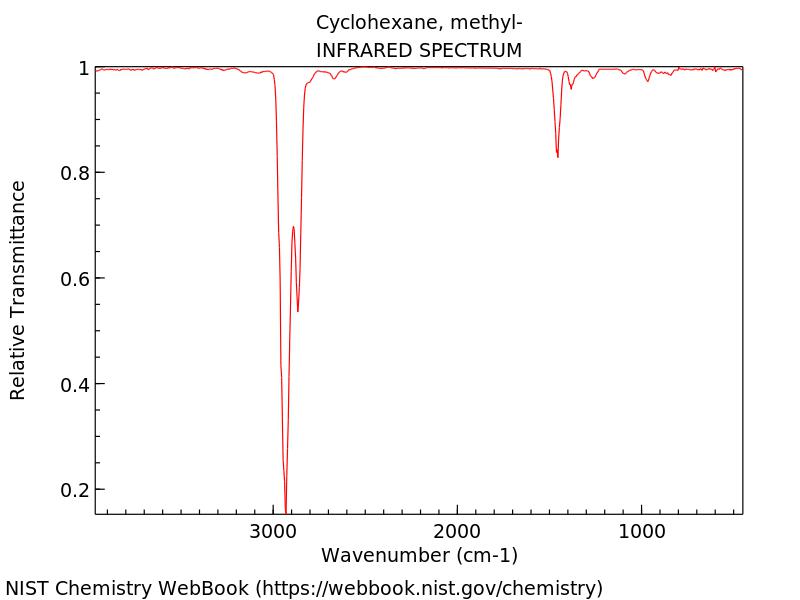 Cyclohexane, methyl-
INFRARED SPECTRUM
1
0.8
0.6
0.4
0.2
Relative Transmittance
3000
2000
1000
Wavenumber (cm-1)
NIST Chemistry WebBook (https://webbook.nist.gov/chemistry)